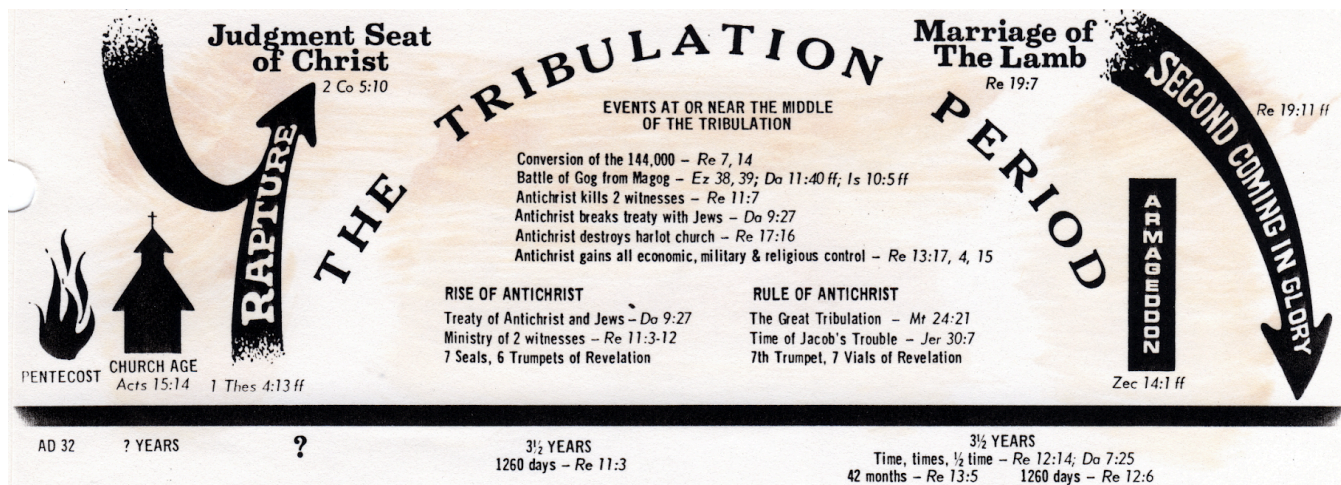 Judgment Seat
of Christ
2 Co 5:10
THE TRIBULATION PERIOD
Marriage of
The Lamb
Re 19:7
SECOND COMING IN GLORY
Re 19:11 ff
RAPTURE
EVENTS AT OR NEAR THE MIDDLE
OF THE TRIBULATION
Conversion of the 144,000 – Re 7, 14
Battle of Gog from Magog – Ez 38, 39; Da 11:40 ff; Is 10:5 ff
Antichrist kills 2 witnesses – Re 11:7
Antichrist breaks treaty with Jews – Da 9:27
Antichrist destroys harlot church – Re 17:16
Antichrist gains all economic, military & religious control – Re 13:17, 4, 15
RISE OF ANTICHRIST
Treaty of Antichrist and Jews – Da 9:27
Ministry of 2 witnesses – Re 11:3-12
7 Seals, 6 Trumpets of Revelation
RULE OF ANTICHRIST
The Great Tribulation – Mt 24:21
Time of Jacob's Trouble – Jer 30:7
7th Trumpet, 7 Vials of Revelation
ARMAGEDDON
Zec 14:1 ff
PENTECOST
CHURCH AGE
Acts 15:14
1 Thes 4:13 ff
AD 32
? YEARS
?
3½ YEARS
1260 days – Re 11:3
3½ YEARS
Time, times, ½ time – Re 12:14; Da 7:25
42 months – Re 13:5 1260 days – Re 12:6